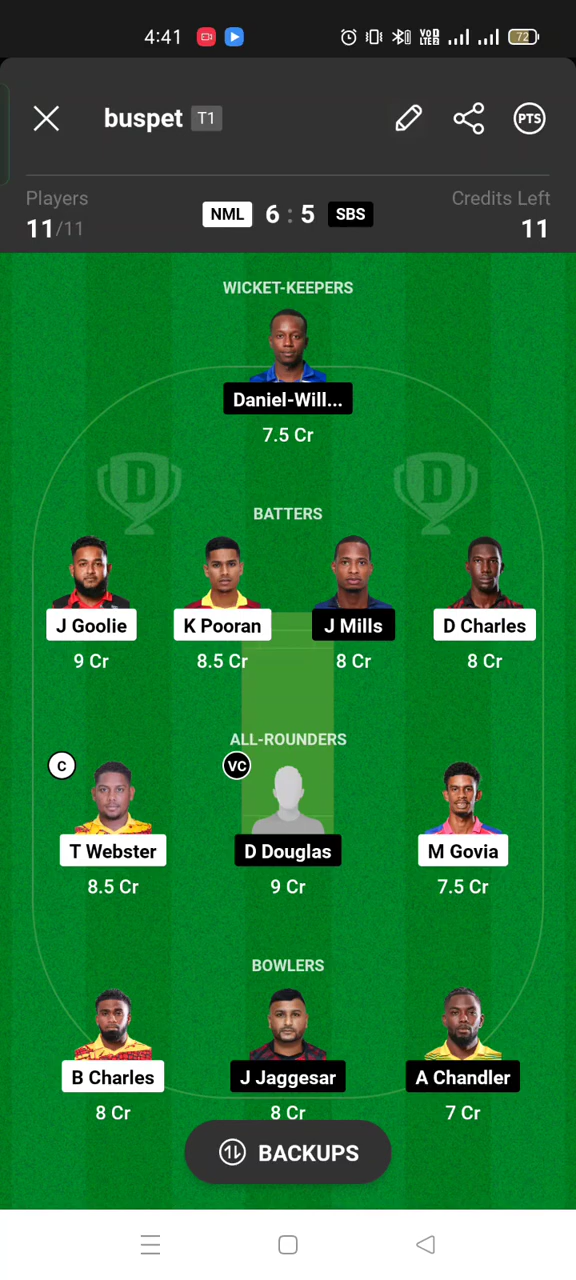 4:41
VoD LTE2
72
buspet T1
PTS
Players
Credits Left
11/11
NML 6 : 5 SBS
11
WICKET-KEEPERS
Daniel-Will...
7.5 Cr
D
D
BATTERS
J Goolie
K Pooran
J Mills
D Charles
9 Cr
8.5 Cr
8 Cr
8 Cr
ALL-ROUNDERS
C
VC
T Webster
D Douglas
M Govia
8.5 Cr
9 Cr
7.5 Cr
BOWLERS
B Charles
J Jaggesar
A Chandler
8 Cr
8 Cr
7 Cr
BACKUPS